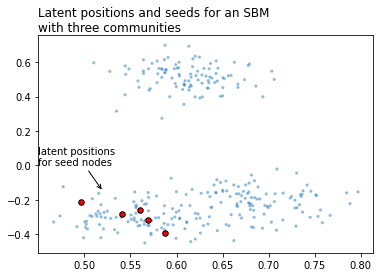 Latent positions and seeds for an SBM
with three communities
0.6
0.4
0.2
0.0
−0.2
−0.4
latent positions
for seed nodes
0.50 0.55 0.60 0.65 0.70 0.75 0.80